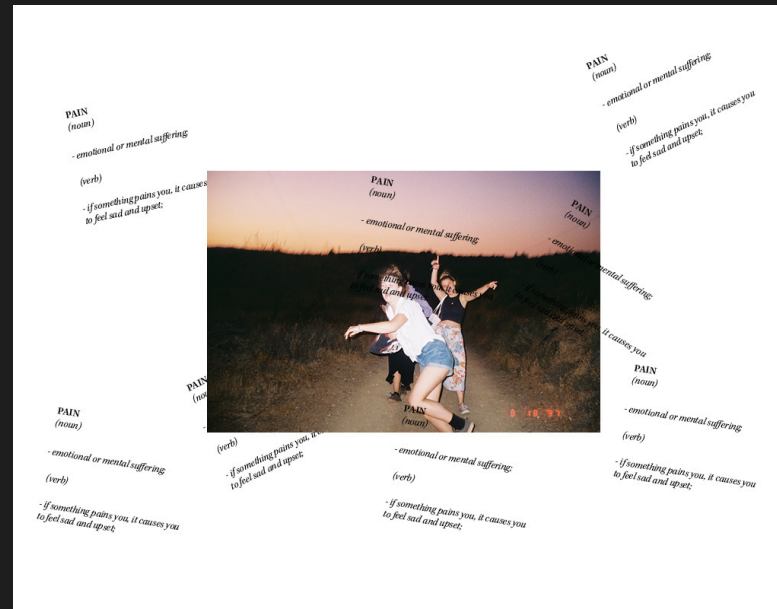 PAIN
(noun)
- emotional or mental suffering;
(verb)
- if something pains you, it causes you
to feel sad and upset;
PAIN
(noun)
- emotional or mental suffering;
(verb)
- if something pains you, it causes
to feel sad and upset;
PAIN
(noun)
- emotional or mental suffering;
(verb)
if something pains you, it causes you
to feel sad and upset;
PAIN
(noun)
- emotional or mental suffering;
(verb)
it causes you
PAIN
(noun)
- emotional or mental suffering;
(verb)
- if something pains you, it causes you
to feel sad and upset;
PAIN
(verb)
- if something pains you,
to feel sad and upset;
PAIN
(noun)
- emotional or mental suffering;
(verb)
- if something pains you, it causes you
to feel sad and upset;
PAIN
(noun)
- emotional or mental suffering;
(verb)
- if something pains you, it causes you
to feel sad and upset;